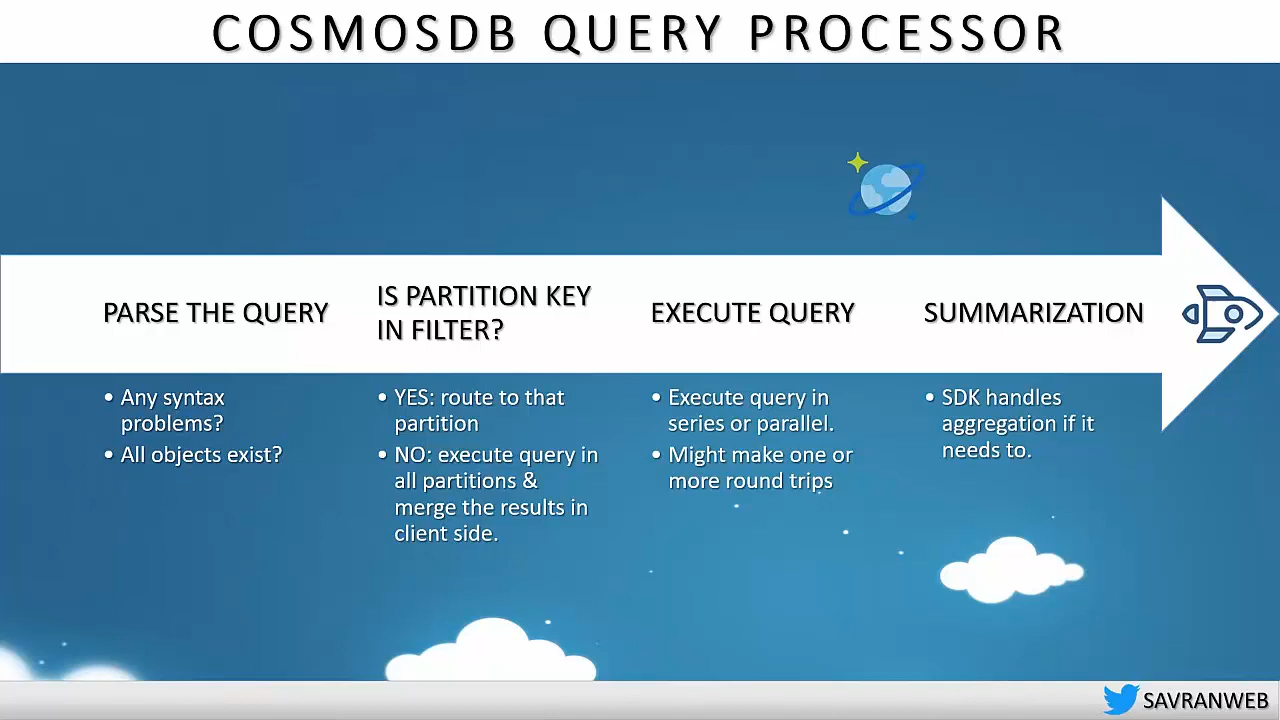 COSMOSDB QUERY PROCESSOR
PARSE THE QUERY
• Any syntax
problems?
• All objects exist?
IS PARTITION KEY
IN FILTER?
• YES: route to that
partition
• NO: execute query in
all partitions &
merge the results in
client side.
EXECUTE QUERY
• Execute query in
series or parallel.
• Might make one or
more round trips
SUMMARIZATION
• SDK handles
aggregation if it
needs to.
SAVRANWEB